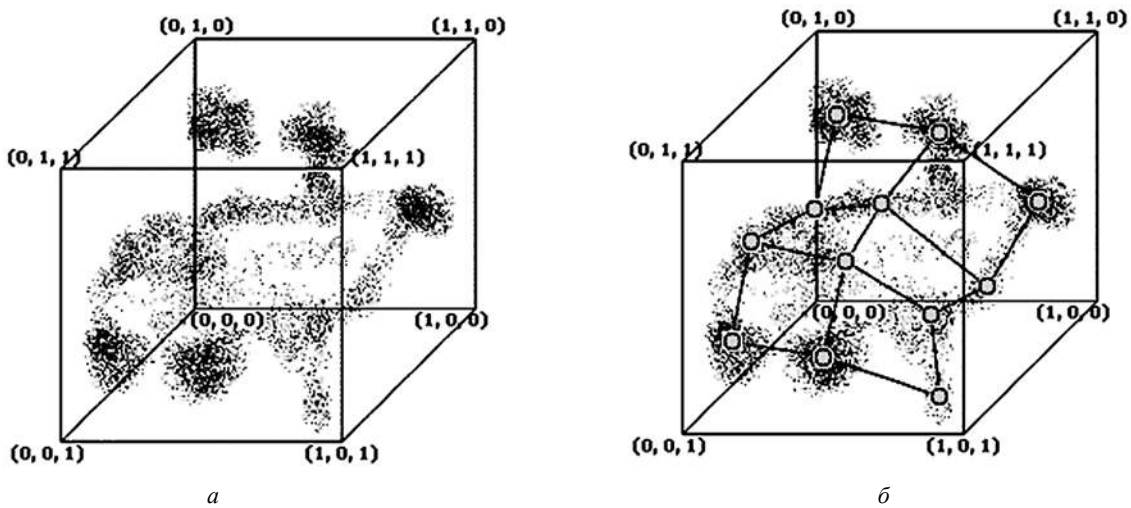 (0, 1, 0) (1, 1, 0)
(0, 1, 1) (1, 1, 1)
(0, 0, 0) (1, 0, 0)
(0, 0, 1) (1, 0, 1)
а
(0, 1, 0) (1, 1, 0)
(0, 1, 1) (1, 1, 1)
(0, 0, 0) (1, 0, 0)
(0, 0, 1) (1, 0, 1)
б